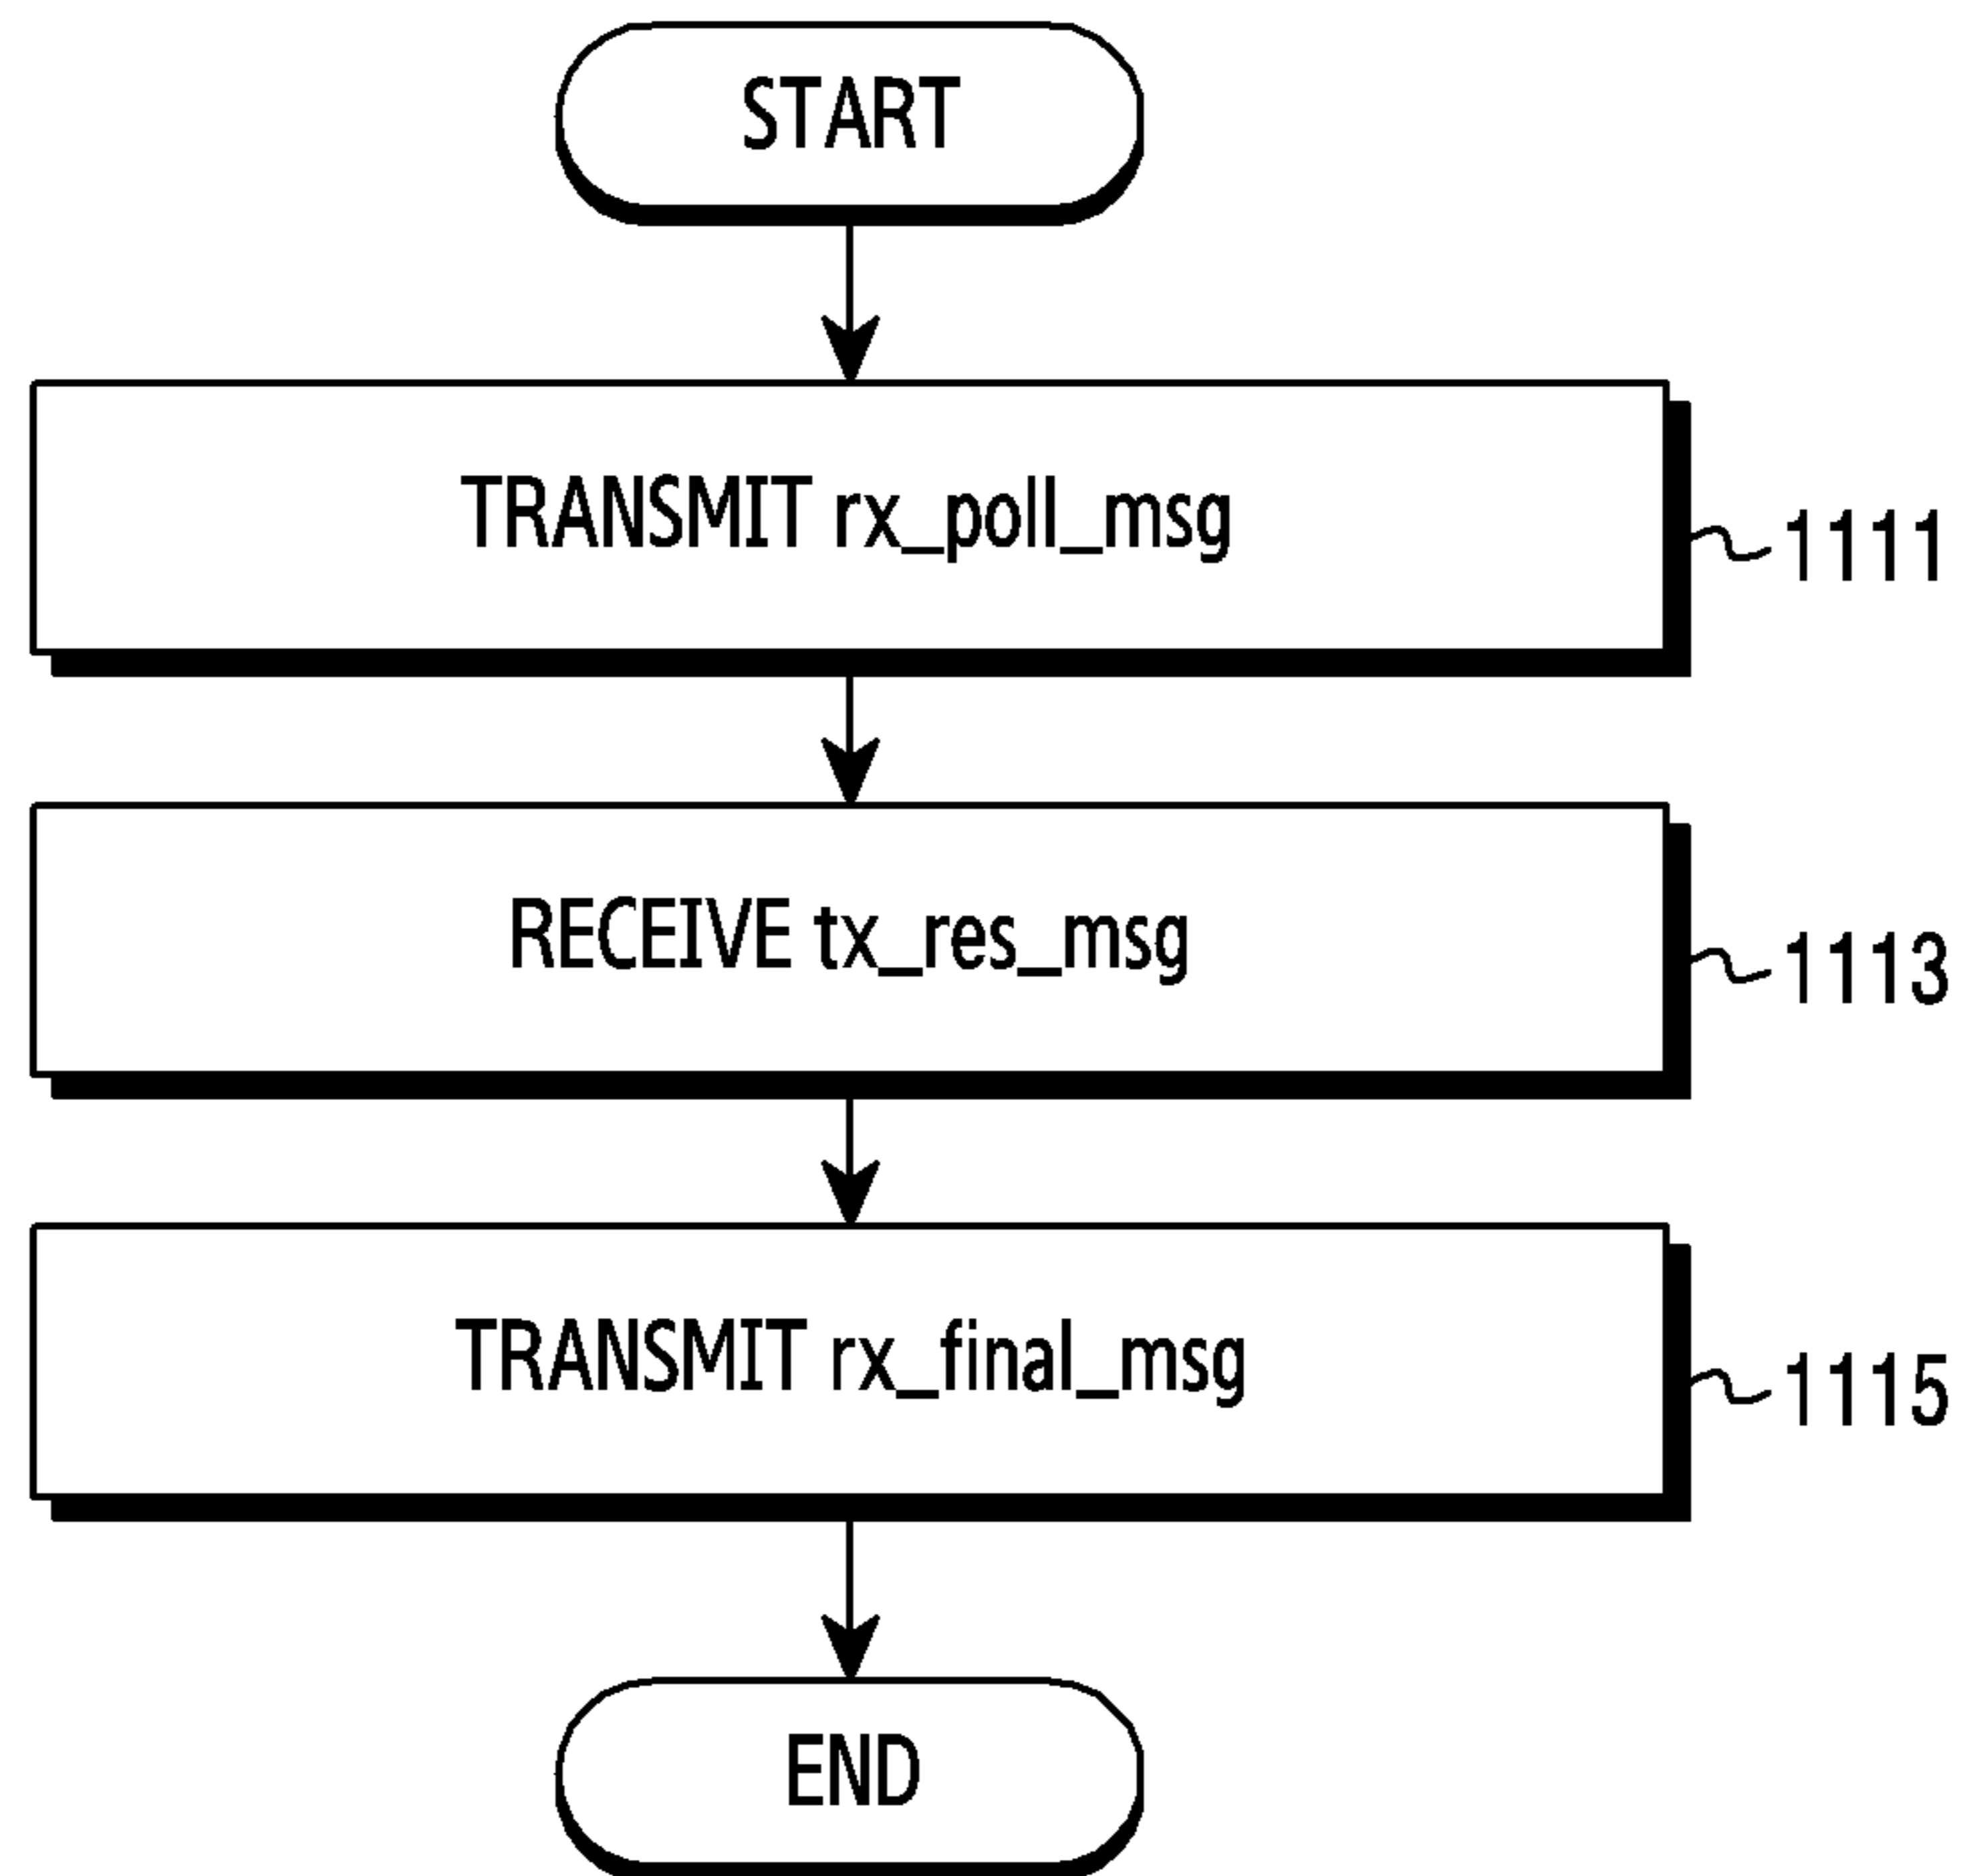 START
TRANSMIT rx_poll_msg
1111
RECEIVE tx_res_msg
1113
TRANSMIT rx_final_msg
1115
END